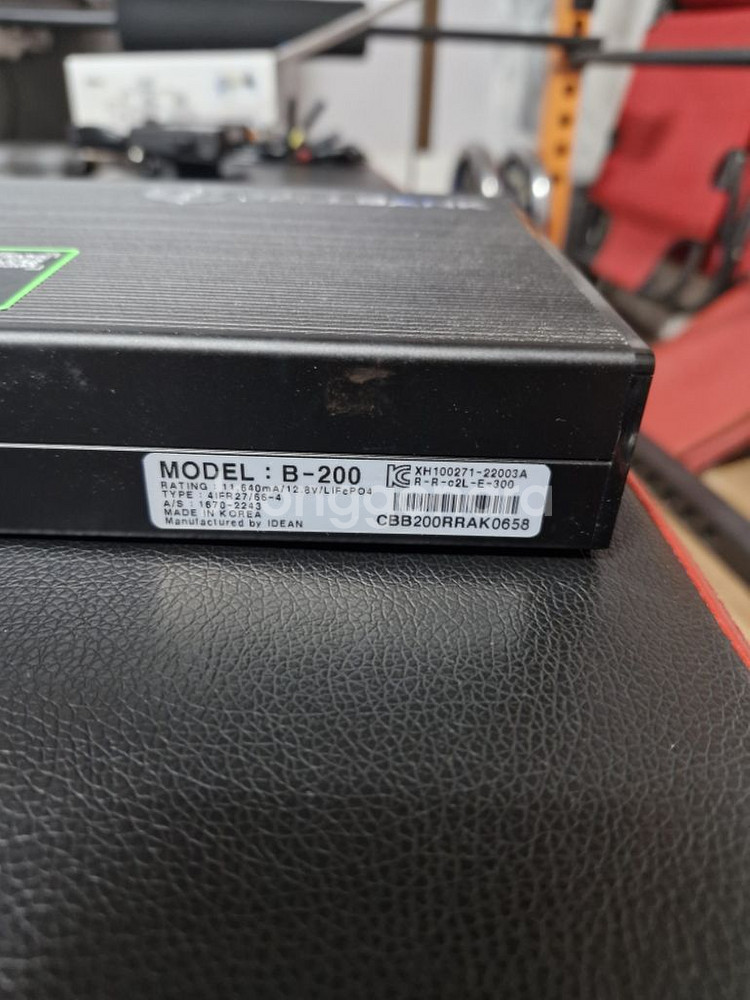 MODEL : B-200
XH100271-22003A
R-R-c2L-E-300
RATING : 11,640mA/12.8V/LiFePO4
TYPE : 4IFR27/66-4
A/S : 1670-2243
MADE IN KOREA
Manufactured by IDEAN
CBB200RRAK0658